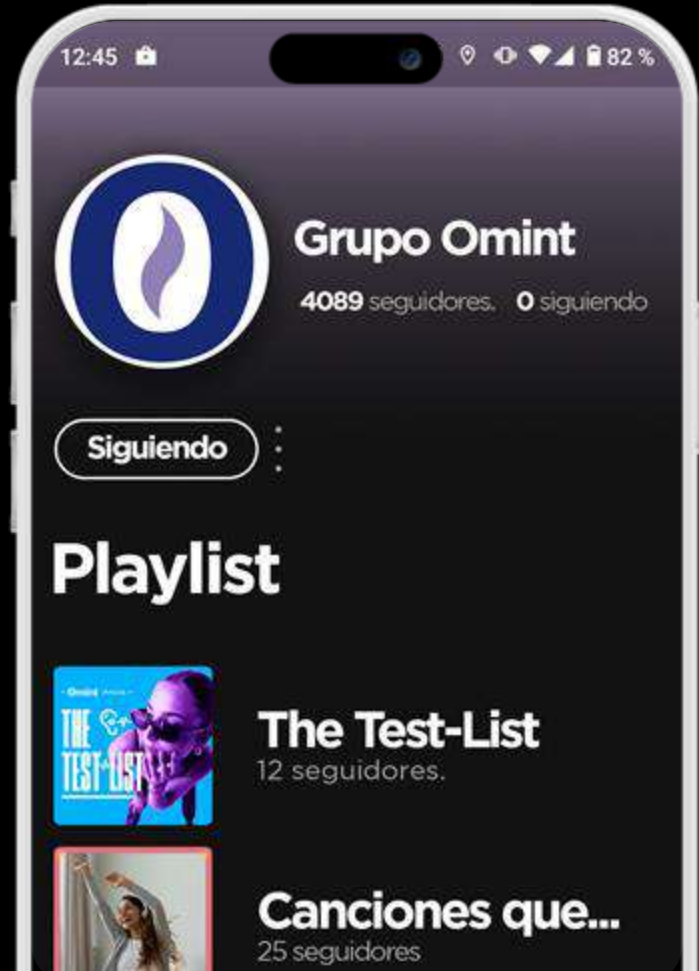 12:45
82 %
Grupo Omint
4089 seguidores. 0 siguiendo
Siguiendo
Playlist
Omint
THE
TEST-LIST
The Test-List
12 seguidores.
Canciones que...
25 seguidores